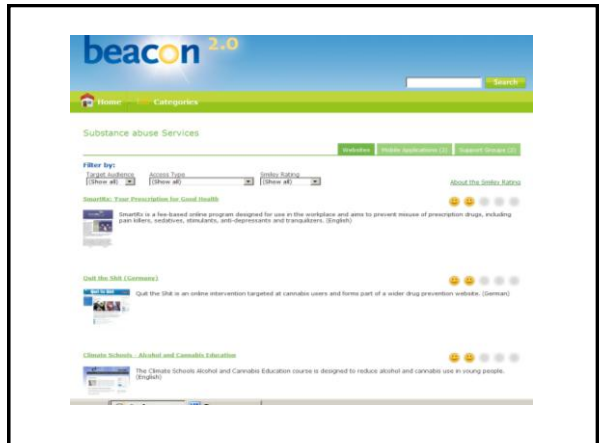 beacon 2.0
Search
Home Categories
Substance abuse Services
Websites Mobile Applications (2) Support Groups (2)
Filter by:
Target Audience Access Type Smiles Rating
(Show all) (Show all) (Show all)
About the Smiles Rating
SmartRx: Your Prescription for Good Health
SmartRx is a fee-based online program designed for use in the workplace and aims to prevent misuse of prescription drugs, including
pain killers, sedatives, stimulants, anti-depressants and tranquilizers. (English)
Quit the Shit (Germany)
Quit the Shit is an online intervention targeted at cannabis users and forms part of a wider drug prevention website. (German)
Climate Schools - Alcohol and Cannabis Education
The Climate Schools Alcohol and Cannabis Education course is designed to reduce alcohol and cannabis use in young people.
(English)